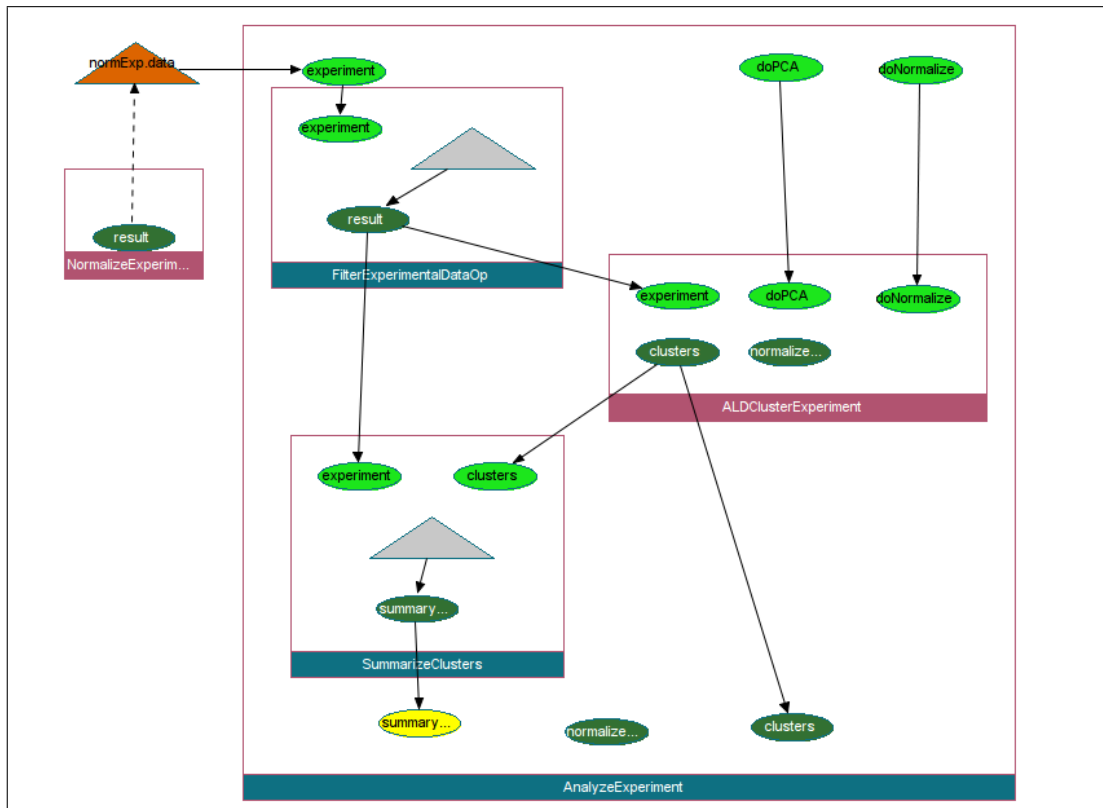 normExp.data
experiment
doPCA
doNormalize
experiment
result
result
NormalizeExperim...
FilterExperimentalDataOp
experiment
doPCA
doNormalize
clusters
normalize...
ALDClusterExperiment
experiment
clusters
summary...
SummarizeClusters
summary...
normalize...
clusters
AnalyzeExperiment